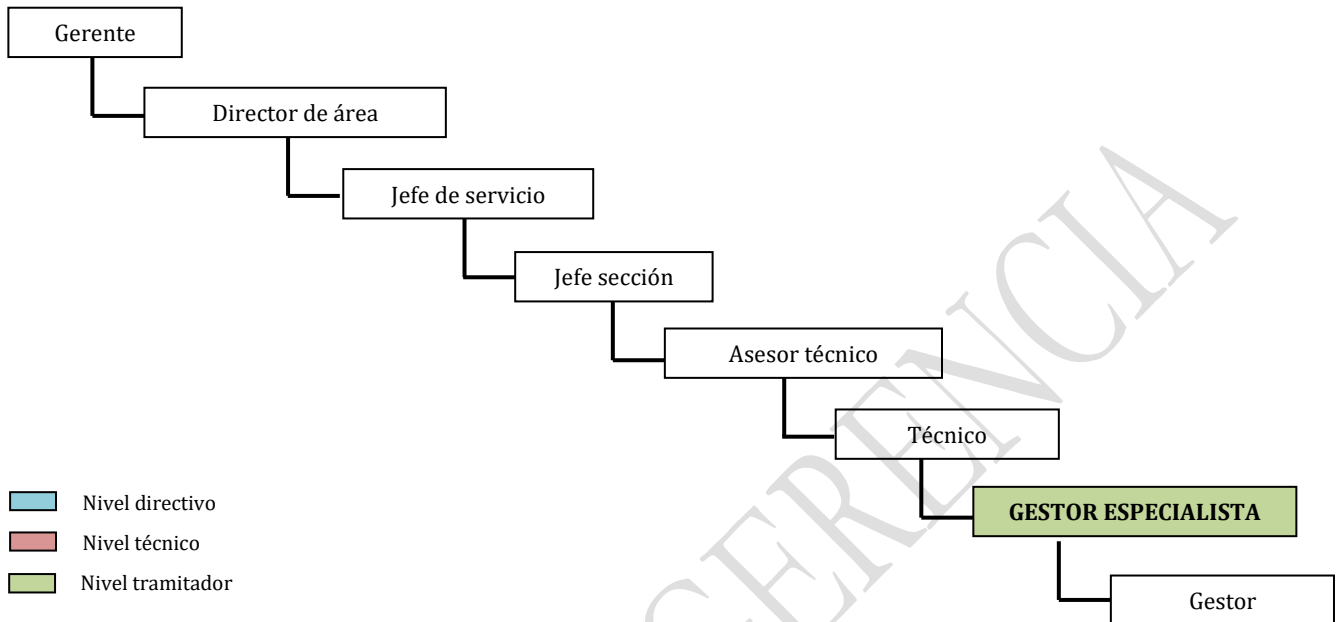 Gerente
Director de área
Jefe de servicio
Jefe sección
Asesor técnico
Técnico
GESTOR ESPECIALISTA
Gestor
Nivel directivo
Nivel técnico
Nivel tramitador
GERENCIA